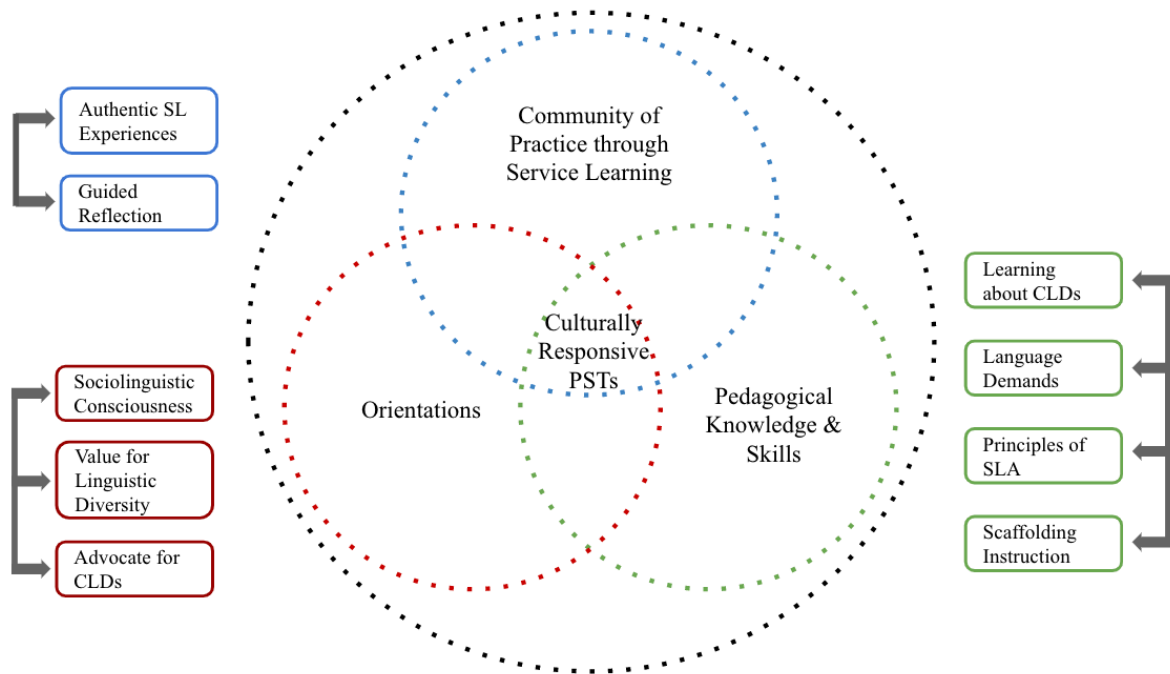 Authentic SL
Experiences
Guided
Reflection
Community of
Practice through
Service Learning
Culturally
Responsive
PSTs
Orientations
Pedagogical
Knowledge &
Skills
Sociolinguistic
Consciousness
Value for
Linguistic
Diversity
Advocate for
CLDs
Learning
about CLDs
Language
Demands
Principles of
SLA
Scaffolding
Instruction